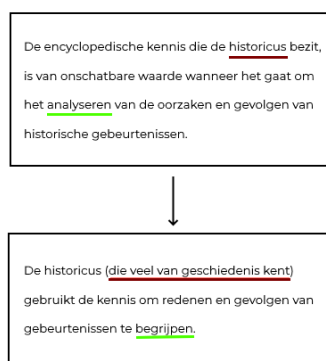 De encyclopedische kennis die de historicus bezit,
is van onschatbare waarde wanneer het gaat om
het analyseren van de oorzaken en gevolgen van
historische gebeurtenissen.
De historicus (die veel van geschiedenis kent)
gebruikt de kennis om redenen en gevolgen van
gebeurtenissen te begrijpen.